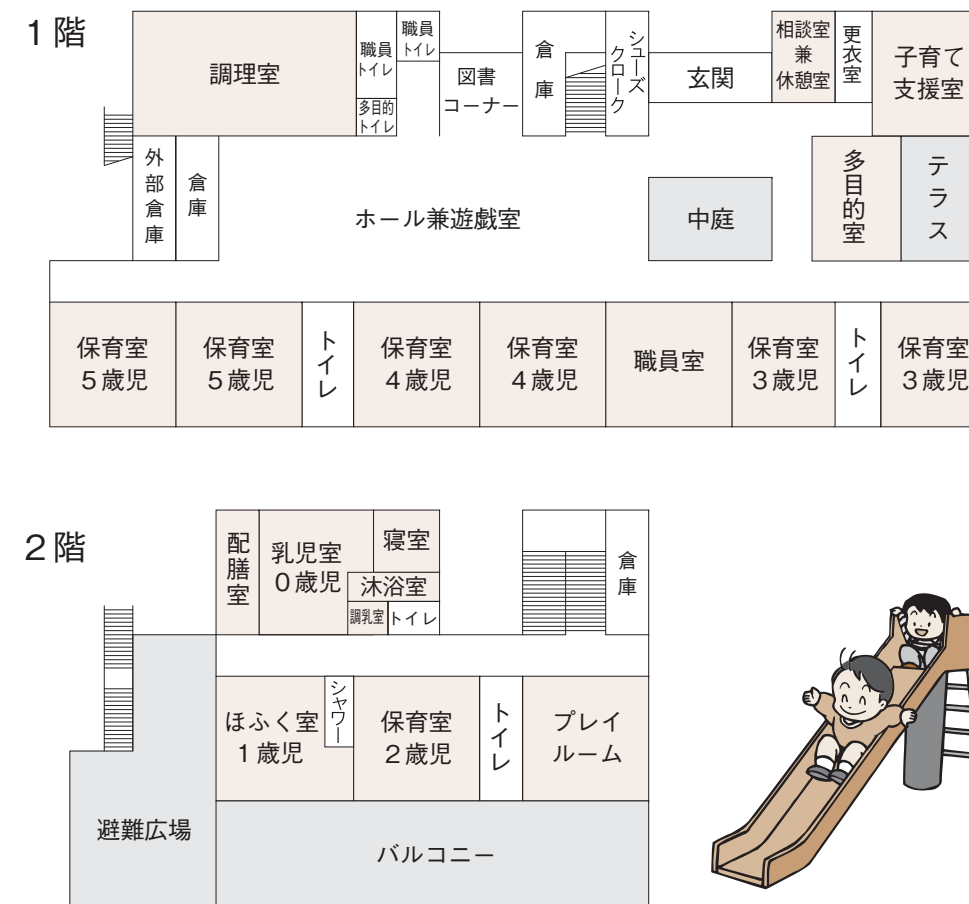 1階
調理室
職員
トイレ
職員
トイレ
多目的
トイレ
図書
コーナー
倉庫
シューズ
クローク
玄関
相談室
兼
休憩室
更衣室
子育て
支援室
外部倉庫
倉庫
ホール兼遊戯室
中庭
多目的室
テラス
保育室
5歳児
保育室
5歳児
トイレ
保育室
4歳児
保育室
4歳児
職員室
保育室
3歳児
トイレ
保育室
3歳児
2階
配膳室
乳児室
0歳児
寝室
沐浴室
調乳室
トイレ
倉庫
ほふく室
1歳児
シャワー
保育室
2歳児
トイレ
プレイ
ルーム
避難広場
バルコニー